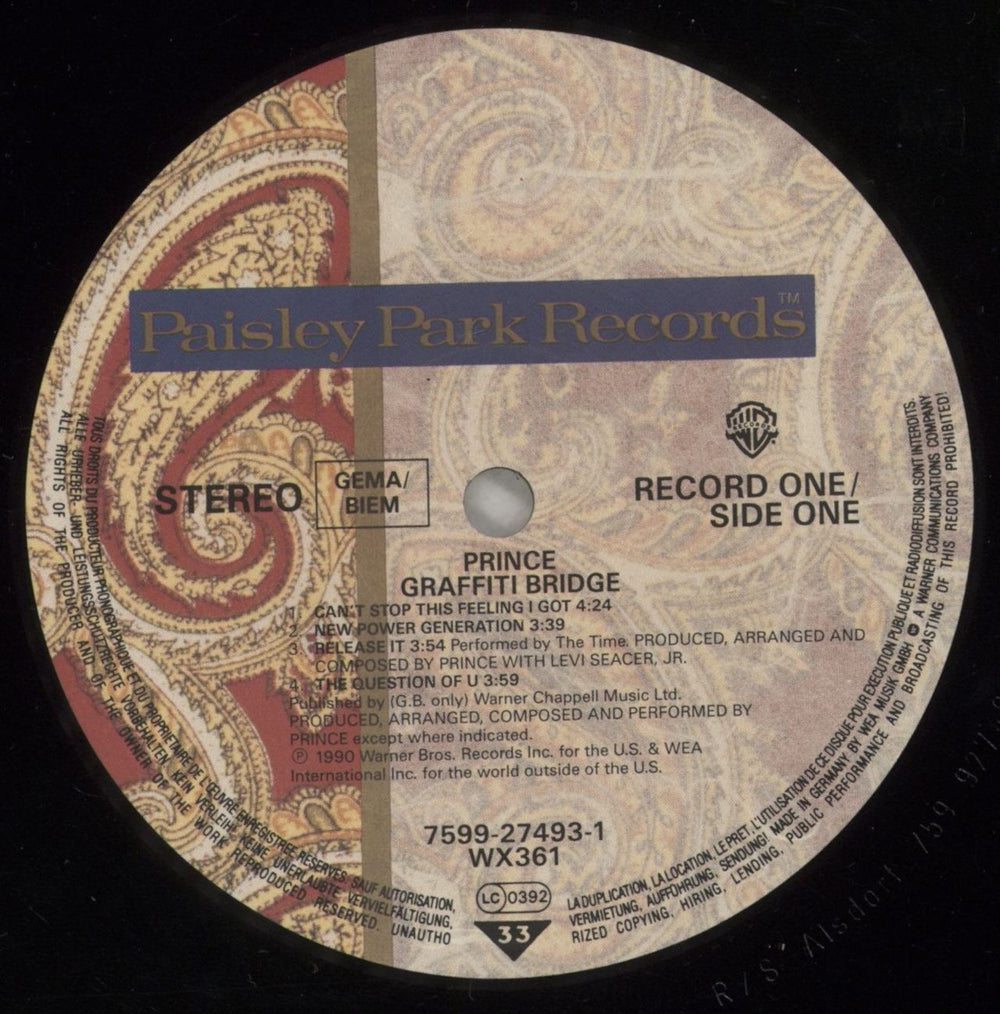 Paisley Park Records™
RECORDS
STEREO
GEMA/
BIEM
RECORD ONE/
SIDE ONE
PRINCE
GRAFFITI BRIDGE
1. CAN'T STOP THIS FEELING I GOT 4:24
2. NEW POWER GENERATION 3:39
3. RELEASE IT 3:54 Performed by The Time. PRODUCED, ARRANGED AND
COMPOSED BY PRINCE WITH LEVI SEACER, JR.
4. THE QUESTION OF U 3:59
Published by (G.B. only) Warner Chappell Music Ltd.
PRODUCED, ARRANGED, COMPOSED AND PERFORMED BY
PRINCE except where indicated.
℗ 1990 Warner Bros. Records Inc. for the U.S. & WEA
International Inc. for the world outside of the U.S.
7599-27493-1
WX361
LC 0392
33
TOUS DROITS DU PRODUCTEUR PHONOGRAPHIQUE ET DU PROPRIETAIRE DE L'ŒUVRE ENREGISTREE RESERVES. SAUF AUTORISATION, LA DUPLICATION, LA LOCATION, LE PRET, L'UTILISATION DE CE DISQUE POUR EXECUTION PUBLIQUE ET RADIODIFFUSION SONT INTERDITS.
ALLE URHEBER- UND LEISTUNGSSCHUTZRECHTE VORBEHALTEN. KEIN VERLEIH! KEINE UNERLAUBTE VERVIELFÄLTIGUNG, VERMIETUNG, AUFFÜHRUNG, SENDUNG! MADE IN GERMANY BY WEA MUSIK GMBH A WARNER COMMUNICATIONS COMPANY
ALL RIGHTS OF THE PRODUCER AND OF THE OWNER OF THE WORK REPRODUCED RESERVED. UNAUTHORIZED COPYING, HIRING, LENDING, PUBLIC PERFORMANCE AND BROADCASTING OF THIS RECORD PROHIBITED!
R/S Alsdorf